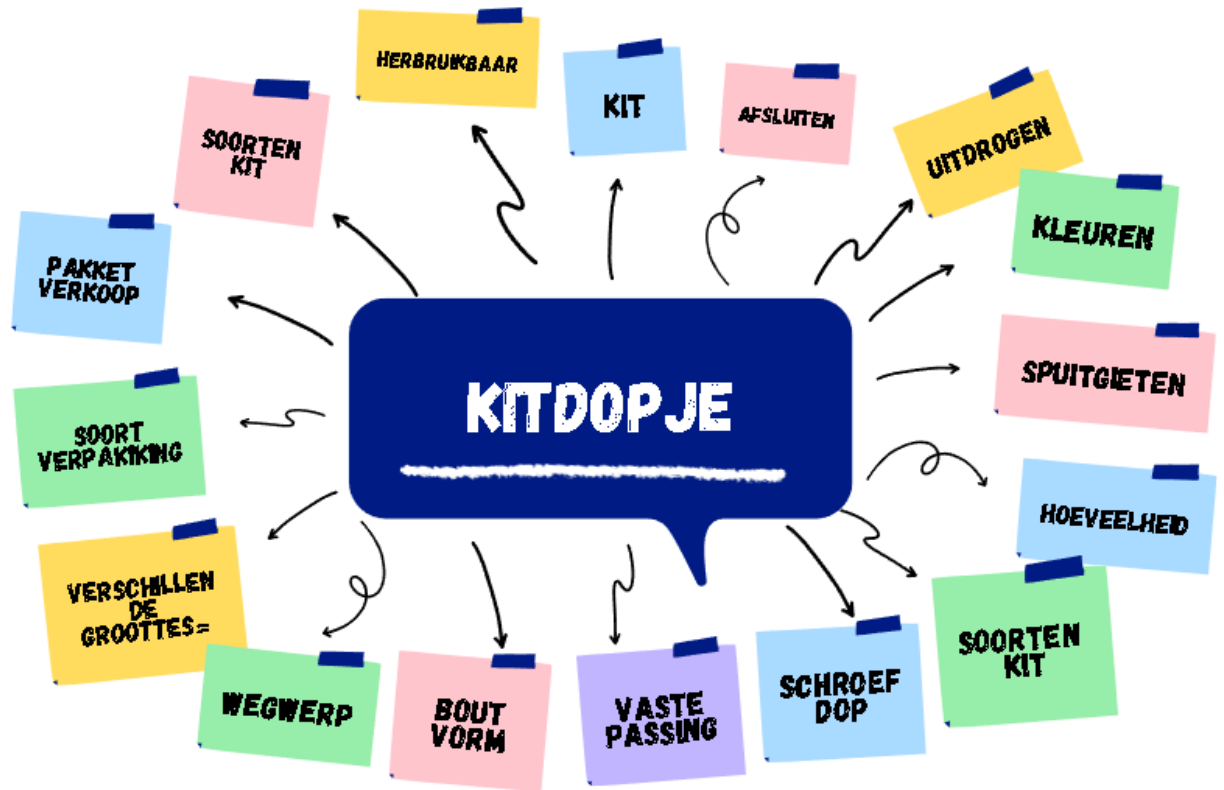 HERBRUIKBAAR
KIT
AFSLUITEN
UITDROGEN
SOORTEN
KIT
KLEUREN
PAKKET
VERKOOP
SPUITGIETEN
KITDOPJE
SOORT
VERPAKIKING
HOEVEELHEID
VERSCHILLEN
DE
GROOTTES=
SOORTEN
KIT
WEGWERP
BOUT
VORM
VASTE
PASSING
SCHROEF
DOP